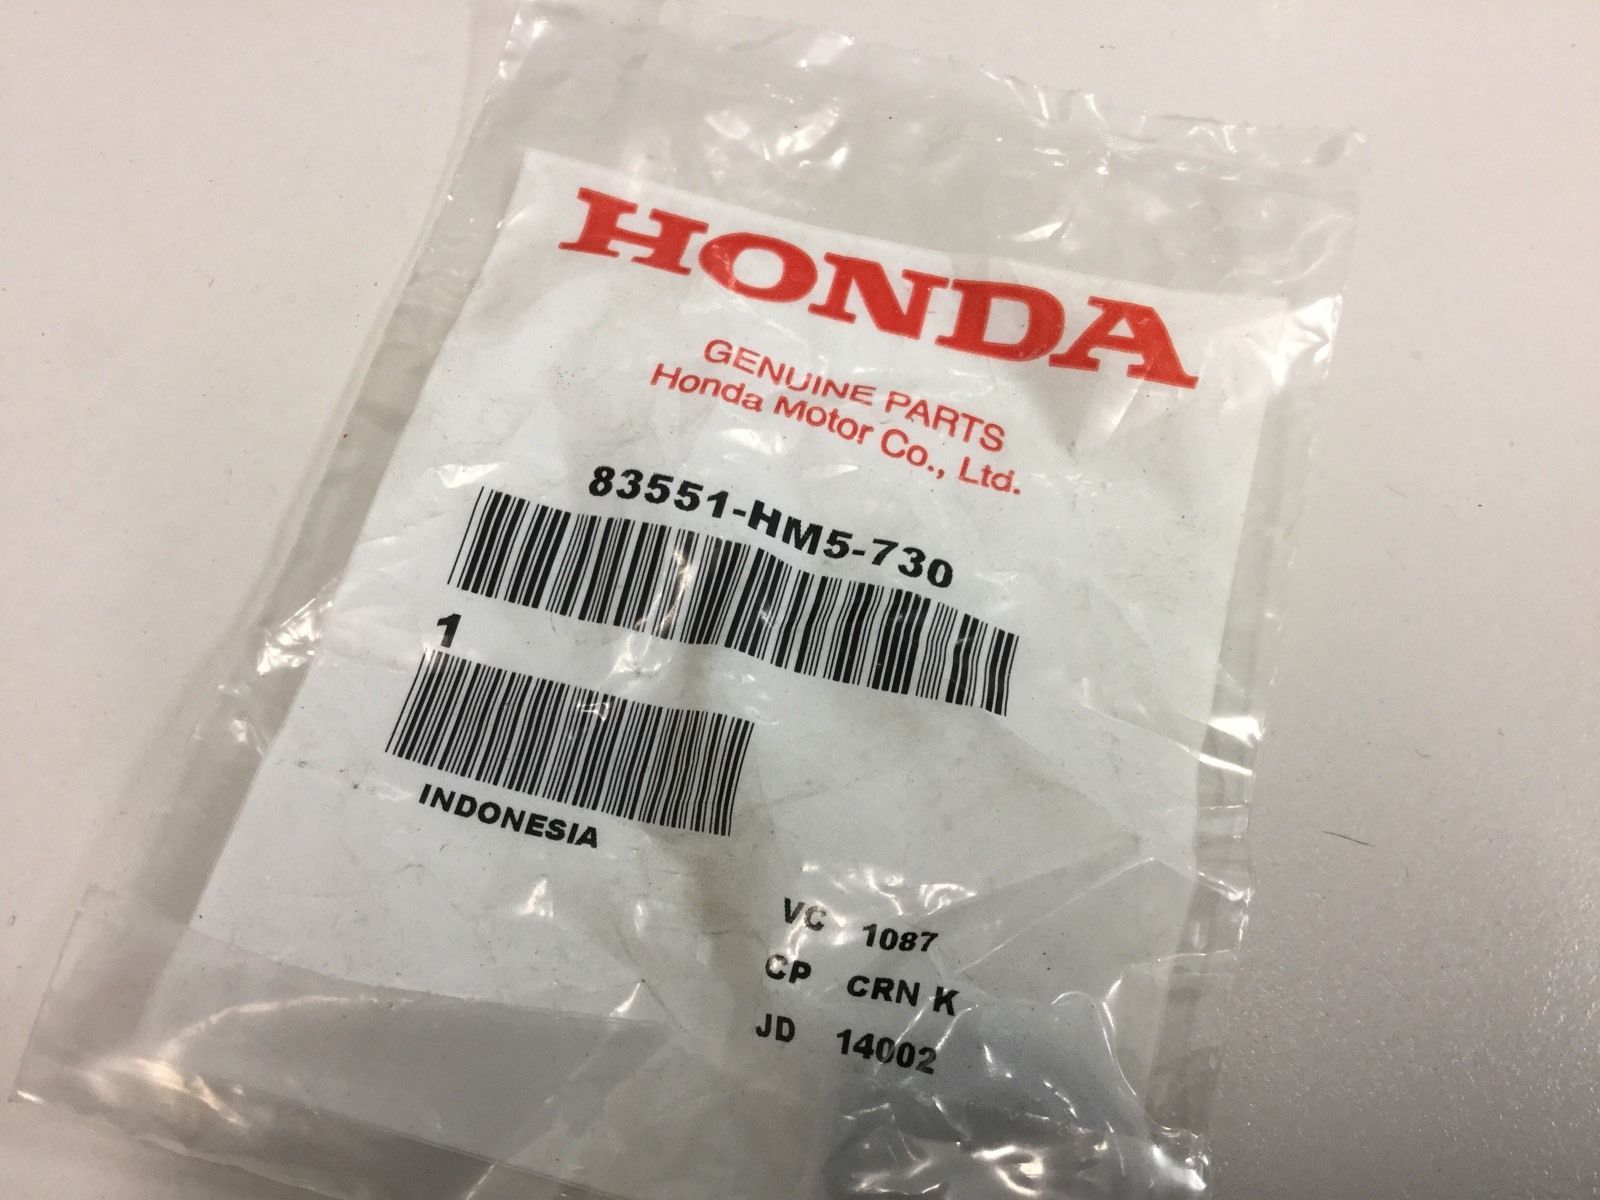 HONDA
GENUINE PARTS
Honda Motor Co., Ltd.
83551-HM5-730
1
INDONESIA
VC 1087
CP CRN K
JD 14002